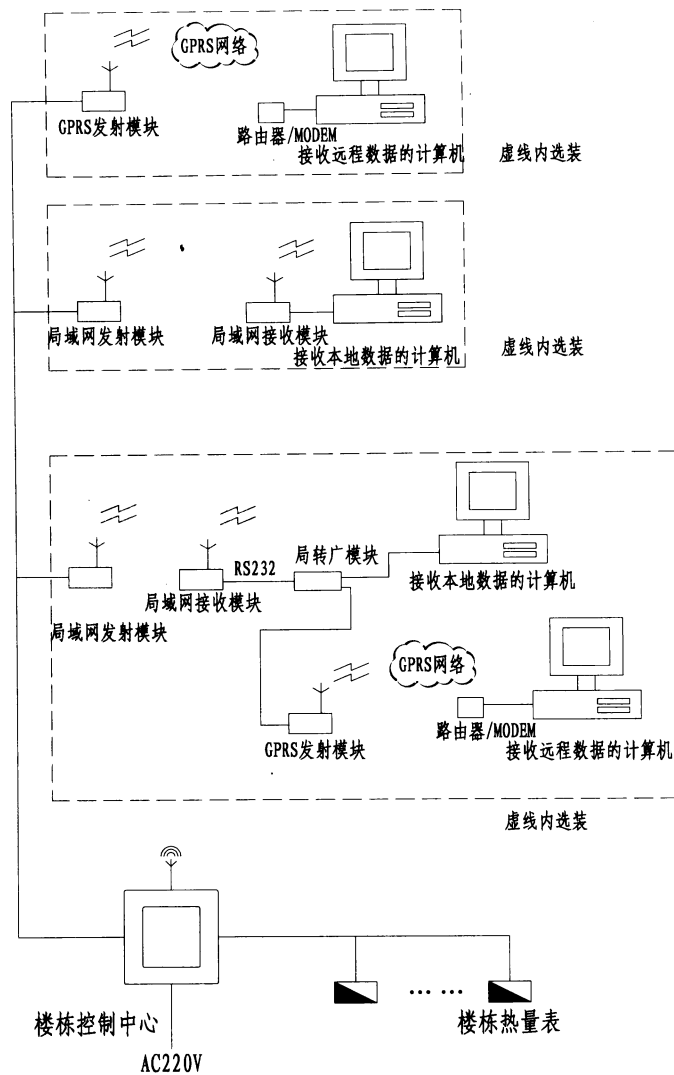 GPRS网络
GPRS发射模块
路由器/MODEM
接收远程数据的计算机
虚线内选装
局域网发射模块
局域网接收模块
接收本地数据的计算机
虚线内选装
RS232
局转广模块
接收本地数据的计算机
局域网接收模块
局域网发射模块
GPRS网络
GPRS发射模块
路由器/MODEM
接收远程数据的计算机
虚线内选装
楼栋控制中心
楼栋热量表
AC220V